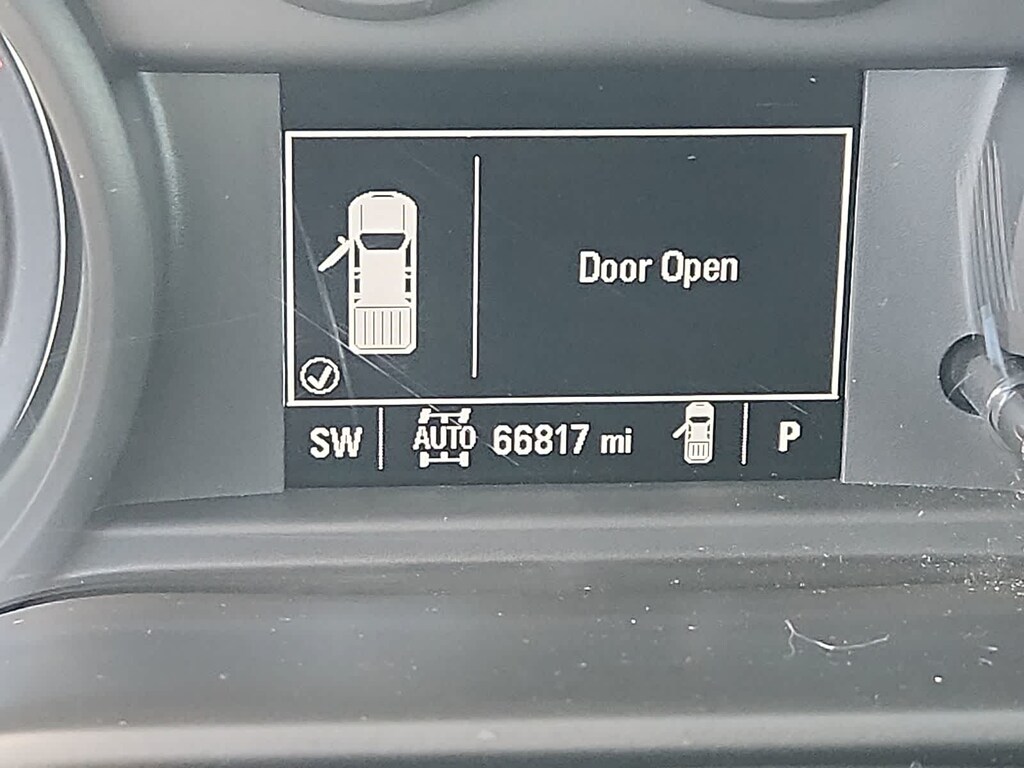 Door Open
SW AUTO 66817 mi P